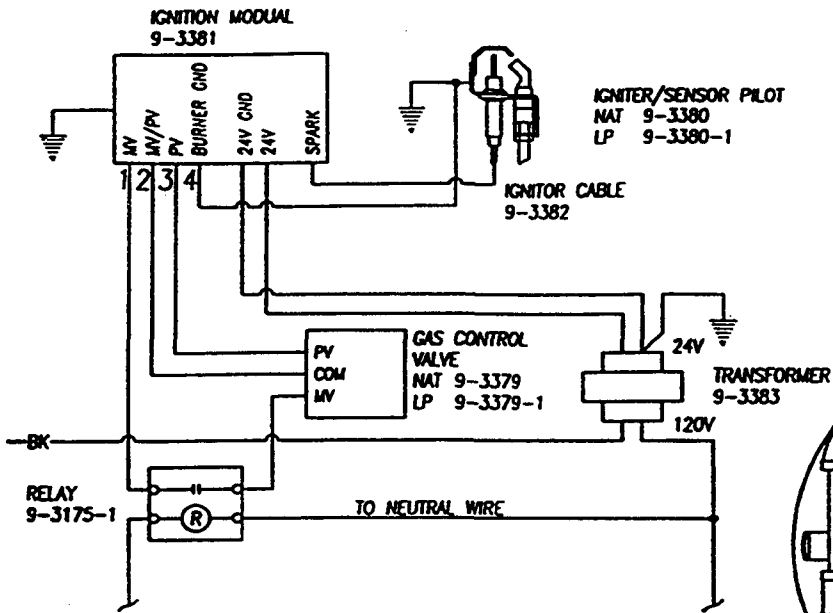 IGNITION MODUAL
9-3381
MV
MV/PV
PV
BURNER GND
24V GND
24V
SPARK
1 2 3 4
IGNITER/SENSOR PILOT
NAT 9-3380
LP 9-3380-1
IGNITOR CABLE
9-3382
PV
COM
MV
GAS CONTROL
VALVE
NAT 9-3379
LP 9-3379-1
24V
120V
TRANSFORMER
9-3383
BK
RELAY
9-3175-1
R
TO NEUTRAL WIRE